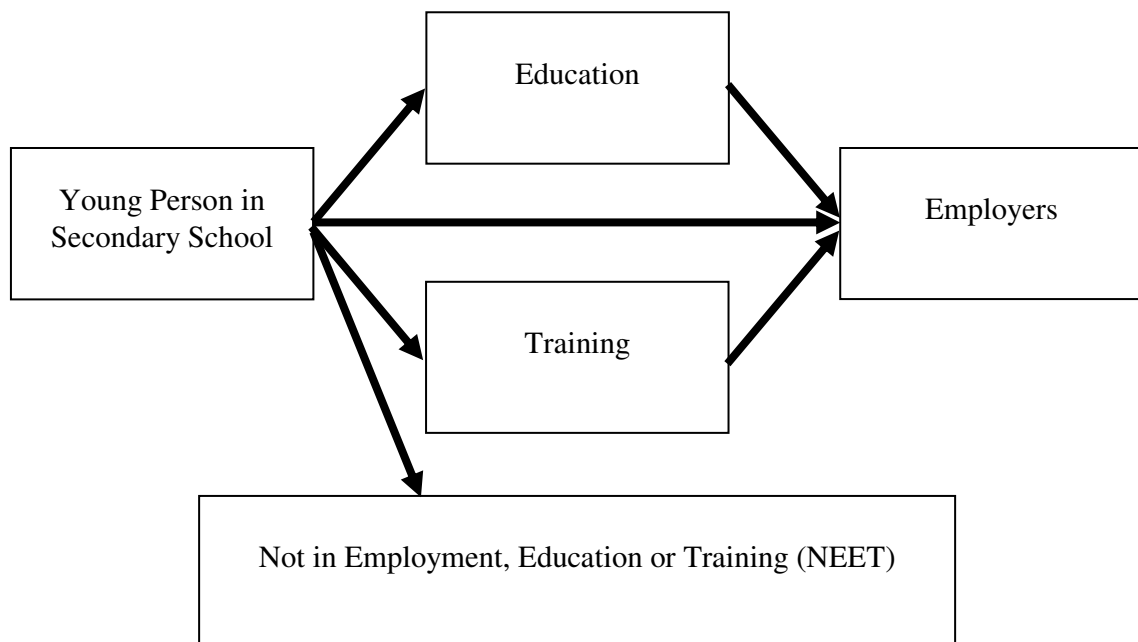 Education
Young Person in
Secondary School
Employers
Training
Not in Employment, Education or Training (NEET)